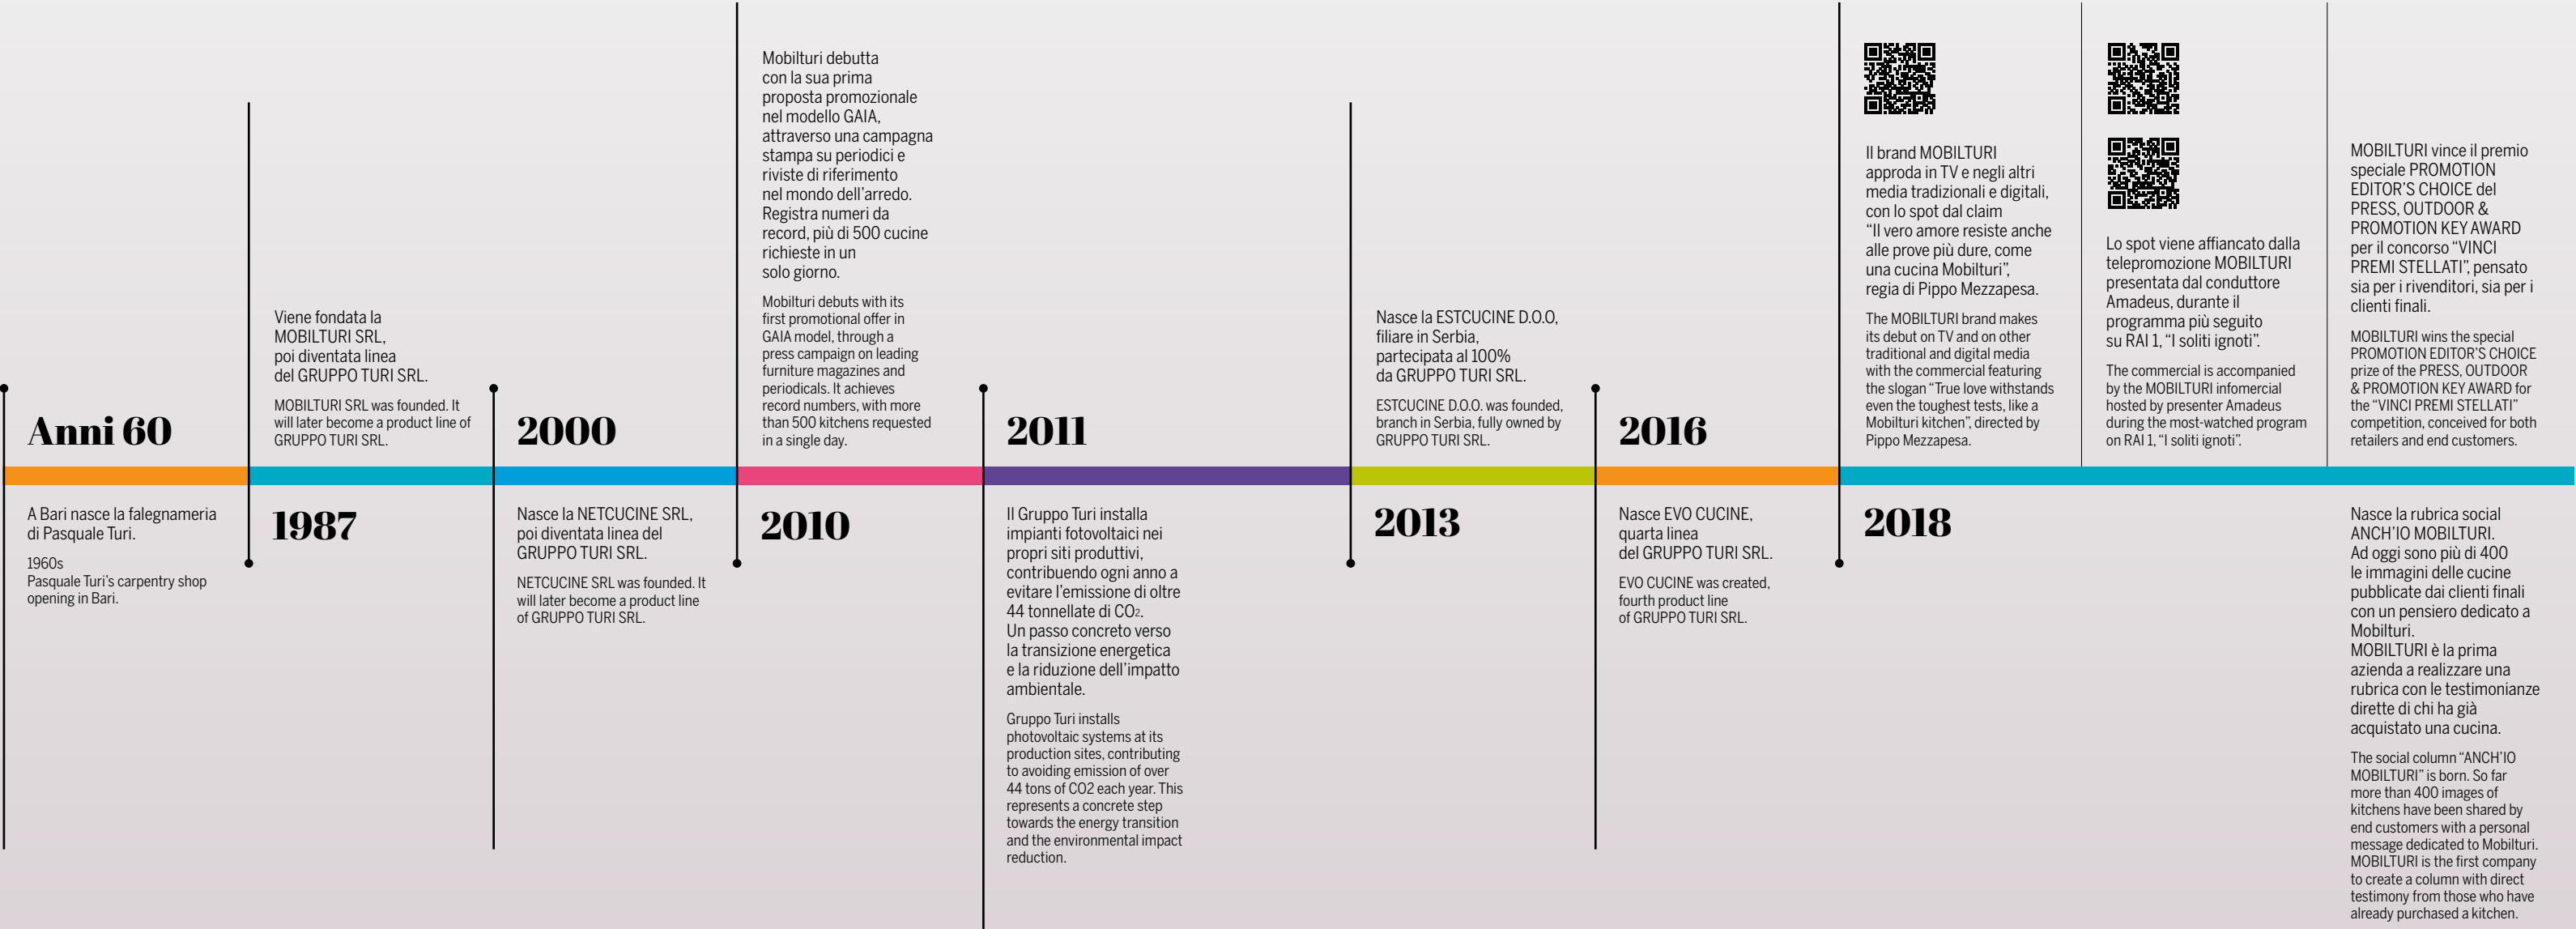 Anni 60
A Bari nasce la falegnameria
di Pasquale Turi.
1960s
Pasquale Turi's carpentry shop
opening in Bari.
Viene fondata la
MOBILTURI SRL,
poi diventata linea
del GRUPPO TURI SRL.
MOBILTURI SRL was founded. It
will later become a product line of
GRUPPO TURI SRL.
1987
2000
Nasce la NETCUCINE SRL,
poi diventata linea del
GRUPPO TURI SRL.
NETCUCINE SRL was founded. It
will later become a product line
of GRUPPO TURI SRL.
Mobilturi debutta
con la sua prima
proposta promozionale
nel modello GAIA,
attraverso una campagna
stampa su periodici e
riviste di riferimento
nel mondo dell'arredo.
Registra numeri da
record, più di 500 cucine
richieste in un
solo giorno.
Mobilturi debuts with its
first promotional offer in
GAIA model, through a
press campaign on leading
furniture magazines and
periodicals. It achieves
record numbers, with more
than 500 kitchens requested
in a single day.
2010
2011
Il Gruppo Turi installa
impianti fotovoltaici nei
propri siti produttivi,
contribuendo ogni anno a
evitare l'emissione di oltre
44 tonnellate di CO₂.
Un passo concreto verso
la transizione energetica
e la riduzione dell'impatto
ambientale.
Gruppo Turi installs
photovoltaic systems at its
production sites, contributing
to avoiding emission of over
44 tons of CO2 each year. This
represents a concrete step
towards the energy transition
and the environmental impact
reduction.
Nasce la ESTCUCINE D.O.O,
filiare in Serbia,
partecipata al 100%
da GRUPPO TURI SRL.
ESTCUCINE D.O.O. was founded,
branch in Serbia, fully owned by
GRUPPO TURI SRL.
2013
2016
Nasce EVO CUCINE,
quarta linea
del GRUPPO TURI SRL.
EVO CUCINE was created,
fourth product line
of GRUPPO TURI SRL.
Il brand MOBILTURI
approda in TV e negli altri
media tradizionali e digitali,
con lo spot dal claim
“Il vero amore resiste anche
alle prove più dure, come
una cucina Mobilturi”,
regia di Pippo Mezzapesa.
The MOBILTURI brand makes
its debut on TV and on other
traditional and digital media
with the commercial featuring
the slogan “True love withstands
even the toughest tests, like a
Mobilturi kitchen”, directed by
Pippo Mezzapesa.
2018
Lo spot viene affiancato dalla
telepromozione MOBILTURI
presentata dal conduttore
Amadeus, durante il
programma più seguito
su RAI 1, “I soliti ignoti”.
The commercial is accompanied
by the MOBILTURI infomercial
hosted by presenter Amadeus
during the most-watched program
on RAI 1, “I soliti ignoti”.
MOBILTURI vince il premio
speciale PROMOTION
EDITOR'S CHOICE del
PRESS, OUTDOOR &
PROMOTION KEY AWARD
per il concorso “VINCI
PREMI STELLATI”, pensato
sia per i rivenditori, sia per i
clienti finali.
MOBILTURI wins the special
PROMOTION EDITOR'S CHOICE
prize of the PRESS, OUTDOOR
& PROMOTION KEY AWARD for
the “VINCI PREMI STELLATI”
competition, conceived for both
retailers and end customers.
Nasce la rubrica social
ANCH'IO MOBILTURI.
Ad oggi sono più di 400
le immagini delle cucine
pubblicate dai clienti finali
con un pensiero dedicato a
Mobilturi.
MOBILTURI è la prima
azienda a realizzare una
rubrica con le testimonianze
dirette di chi ha già
acquistato una cucina.
The social column “ANCH'IO
MOBILTURI” is born. So far
more than 400 images of
kitchens have been shared by
end customers with a personal
message dedicated to Mobilturi.
MOBILTURI is the first company
to create a column with direct
testimony from those who have
already purchased a kitchen.